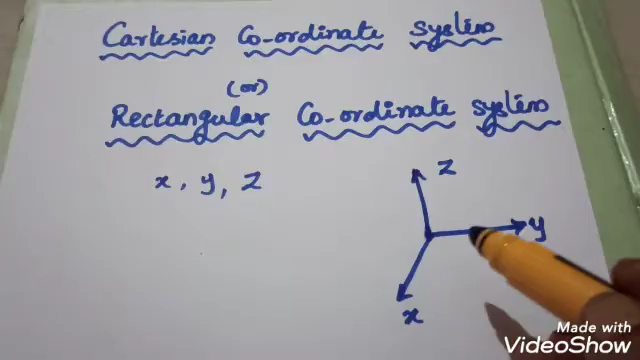 Cartesian Co-ordinate System
(or)
Rectangular Co-ordinate System
x, y, z
z
y
x
Made with
VideoShow